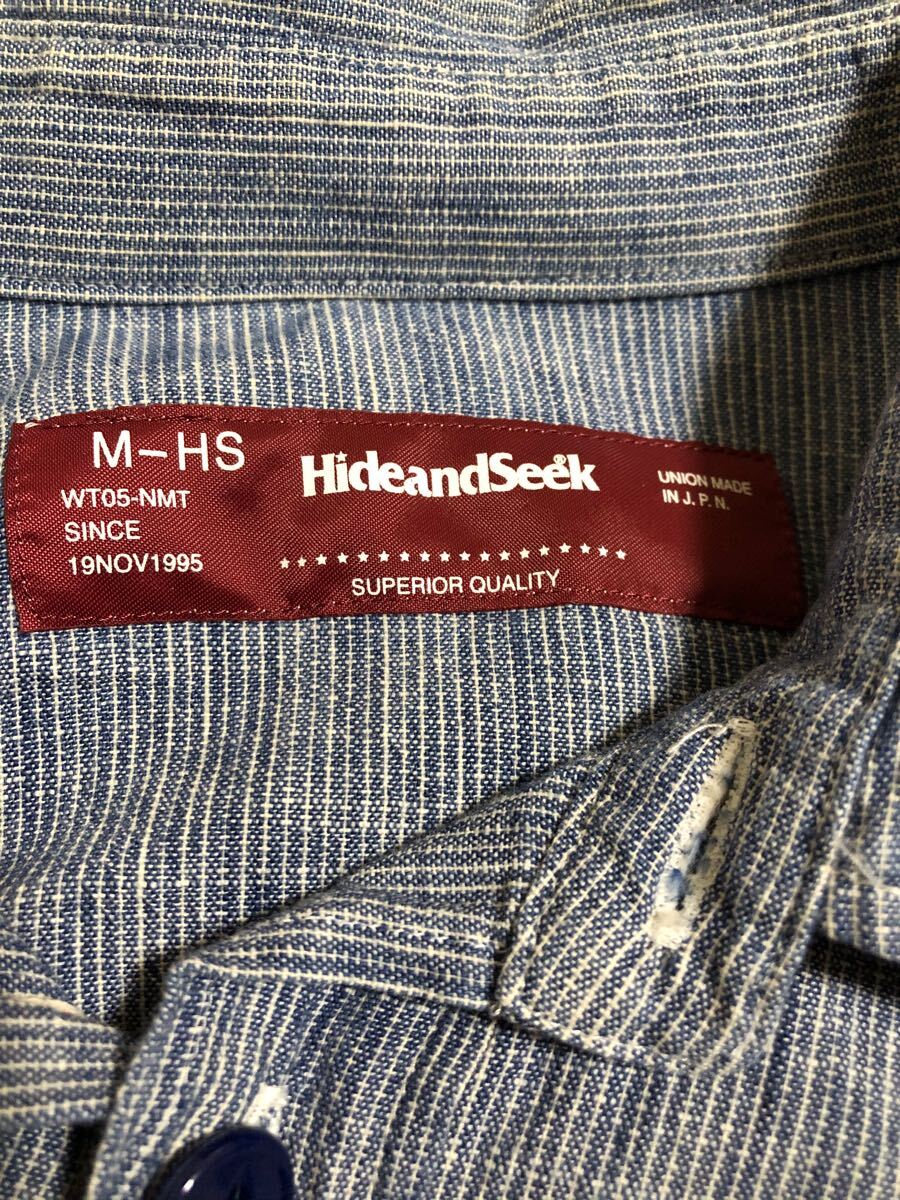 M-HS
WT05-NMT
SINCE
19NOV1995
HideandSeek®
SUPERIOR QUALITY
UNION MADE
IN J.P.N.